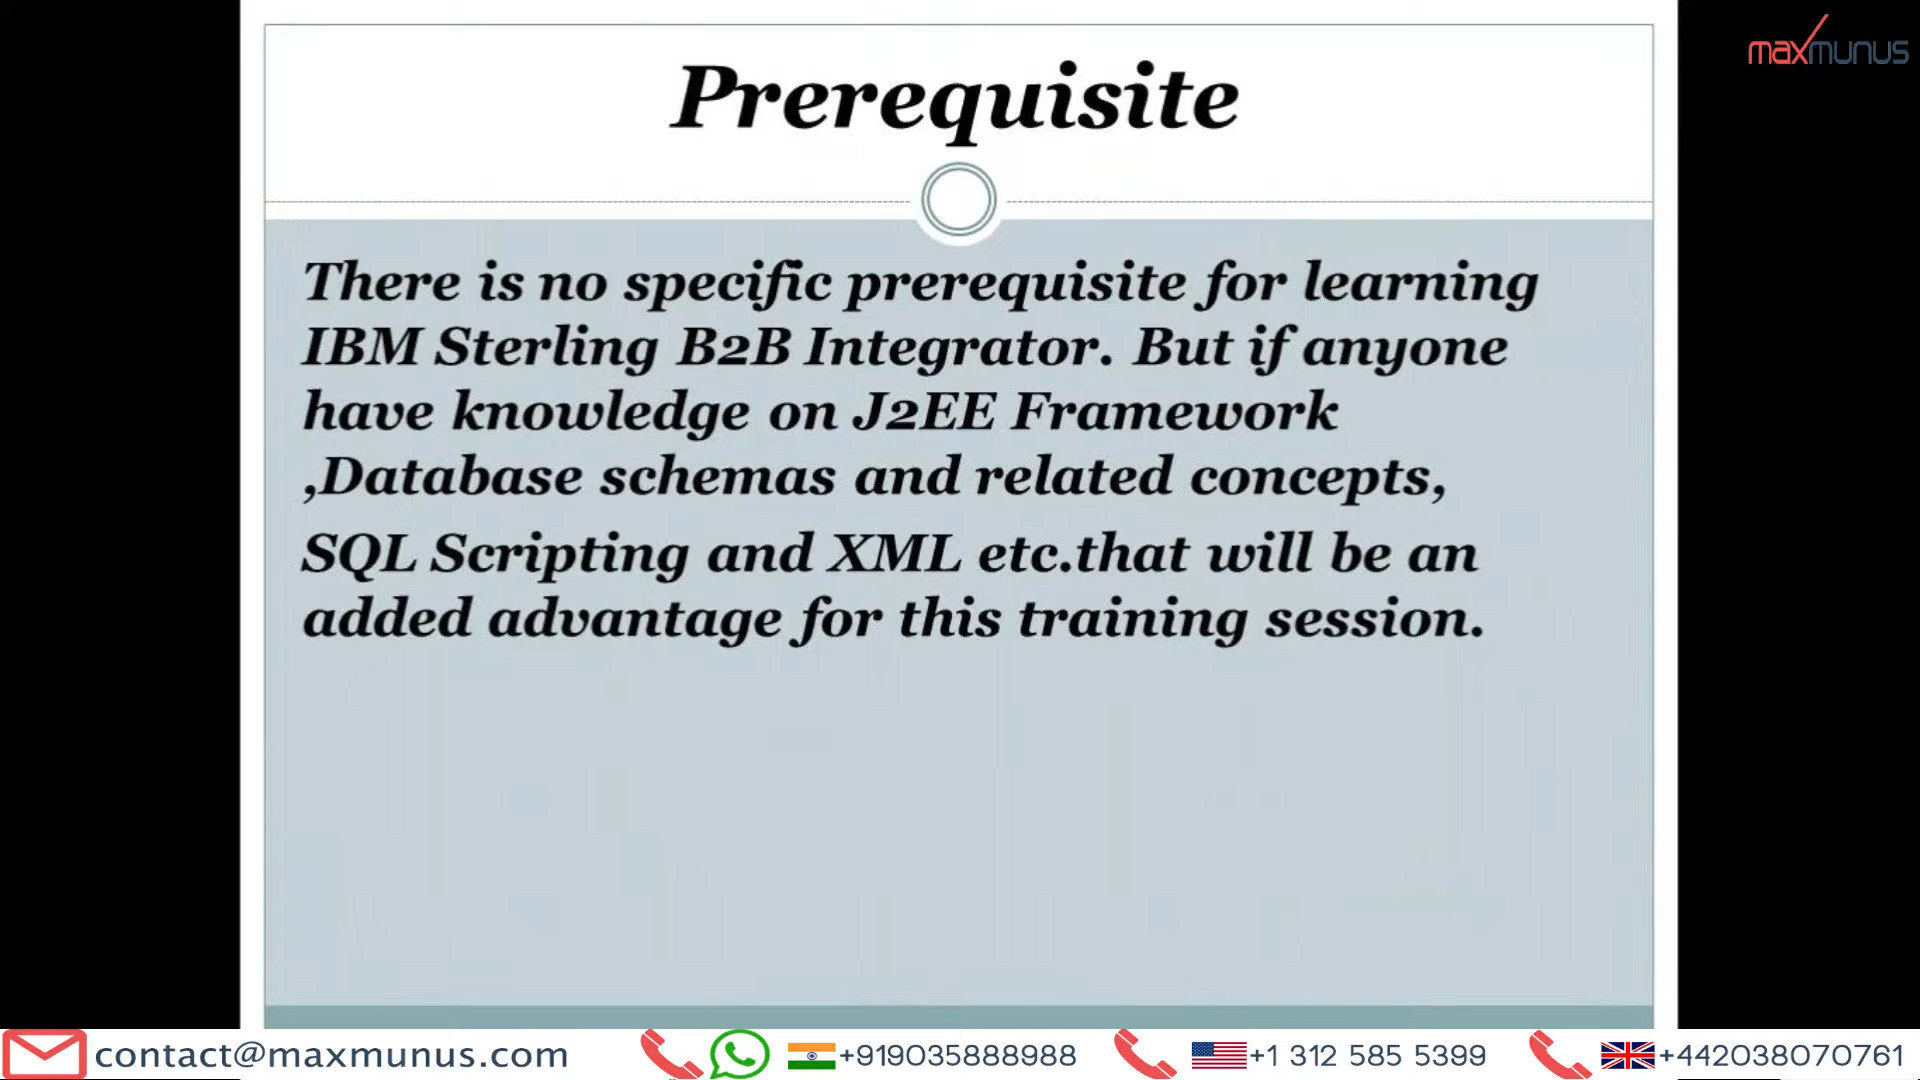 maxmunus
Prerequisite
There is no specific prerequisite for learning
IBM Sterling B2B Integrator. But if anyone
have knowledge on J2EE Framework
,Database schemas and related concepts,
SQL Scripting and XML etc.that will be an
added advantage for this training session.
contact@maxmunus.com
+919035888988
+1 312 585 5399
+442038070761